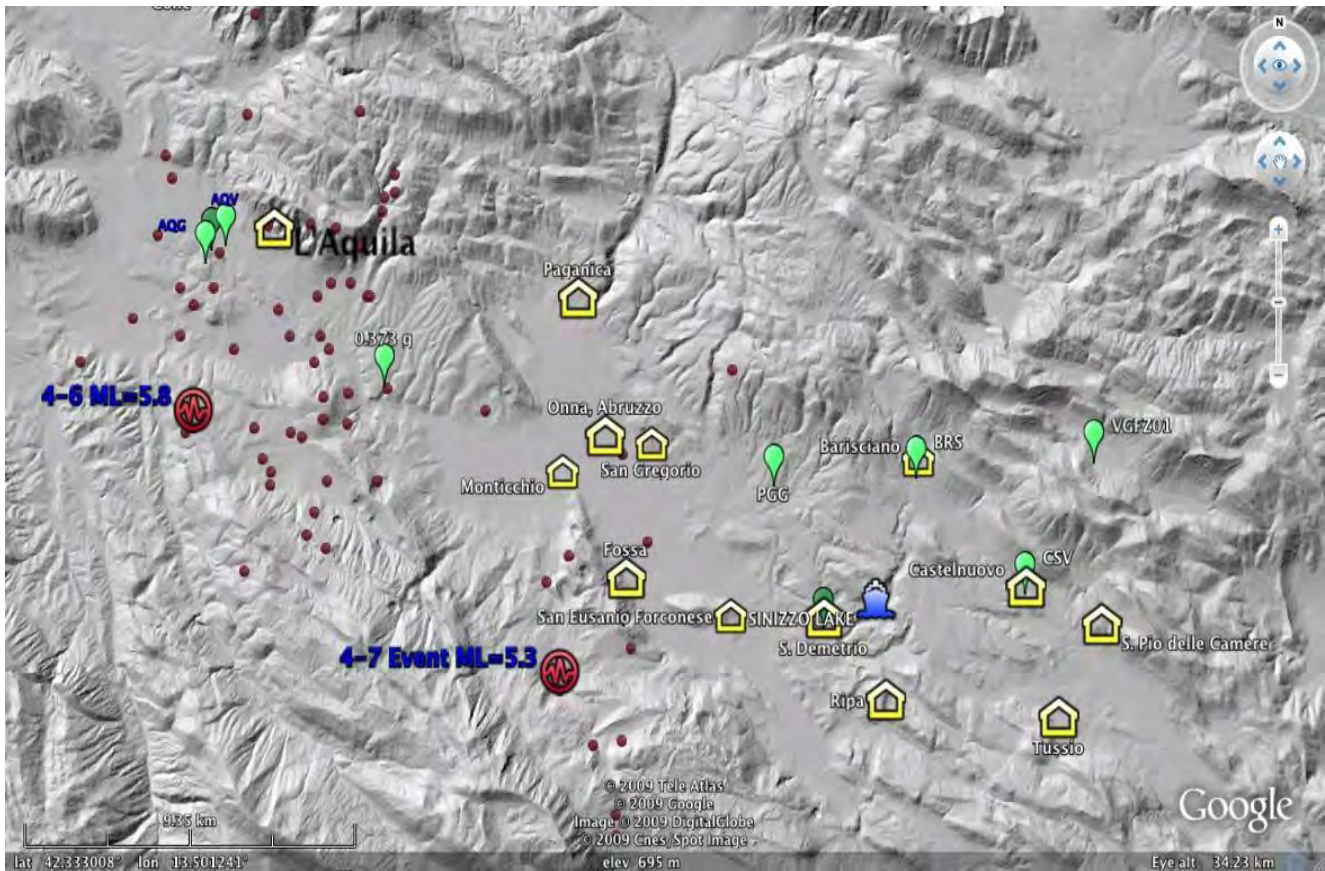 Cone
N
AQV
AQG
L'Aquila
Paganica
0.373 g
4-6 ML=5.8
Onna, Abruzzo
San Gregorio
Monticchio
Barisciano
BRS
VGFZ01
PGG
Fossa
Castelnuovo
CSV
San Eusanio Forconese
SINIZZO LAKE
S. Demetrio
S. Pio delle Camere
4-7 Event ML=5.3
Ripa
Tussio
© 2009 Tele Atlas
© 2009 Google
Image © 2009 DigitalGlobe
© 2009 Cnes/Spot Image
Google
9.35 km
lat 42.333008° lon 13.501241°
elev 695 m
Eye alt 34.23 km